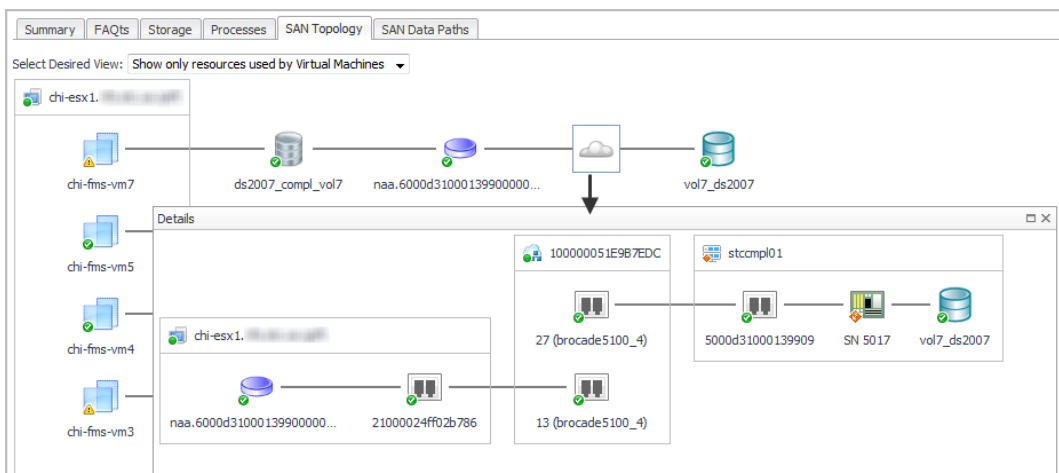 Summary FAQts Storage Processes SAN Topology SAN Data Paths
Select Desired View: Show only resources used by Virtual Machines
chi-esx1.
chi-fms-vm7 ds2007_compl_vol7 naa.6000d31000139900000... vol7_ds2007
Details
chi-fms-vm5
100000051E9B7EDC stccmpl01
27 (brocade5100_4) 5000d31000139909 SN 5017 vol7_ds2007
chi-esx1.
chi-fms-vm4
naa.6000d31000139900000... 21000024ff02b786 13 (brocade5100_4)
chi-fms-vm3